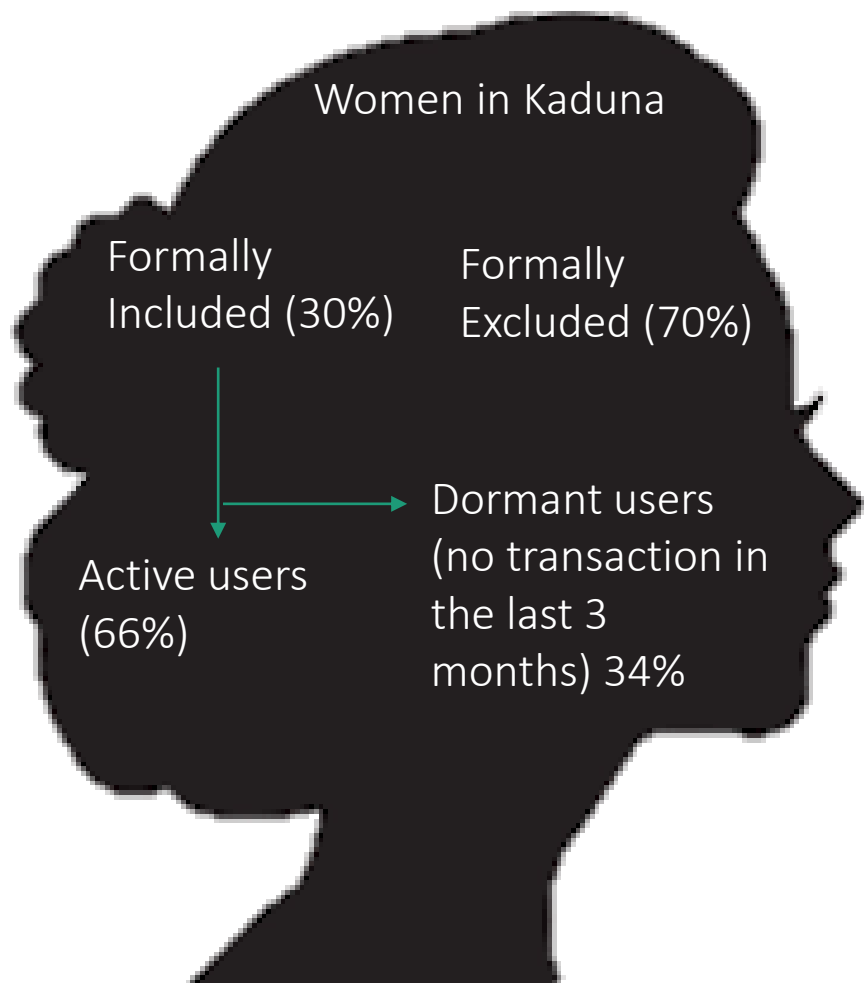 Women in Kaduna
Formally
Included (30%)
Formally
Excluded (70%)
Active users
(66%)
Dormant users
(no transaction in
the last 3
months) 34%